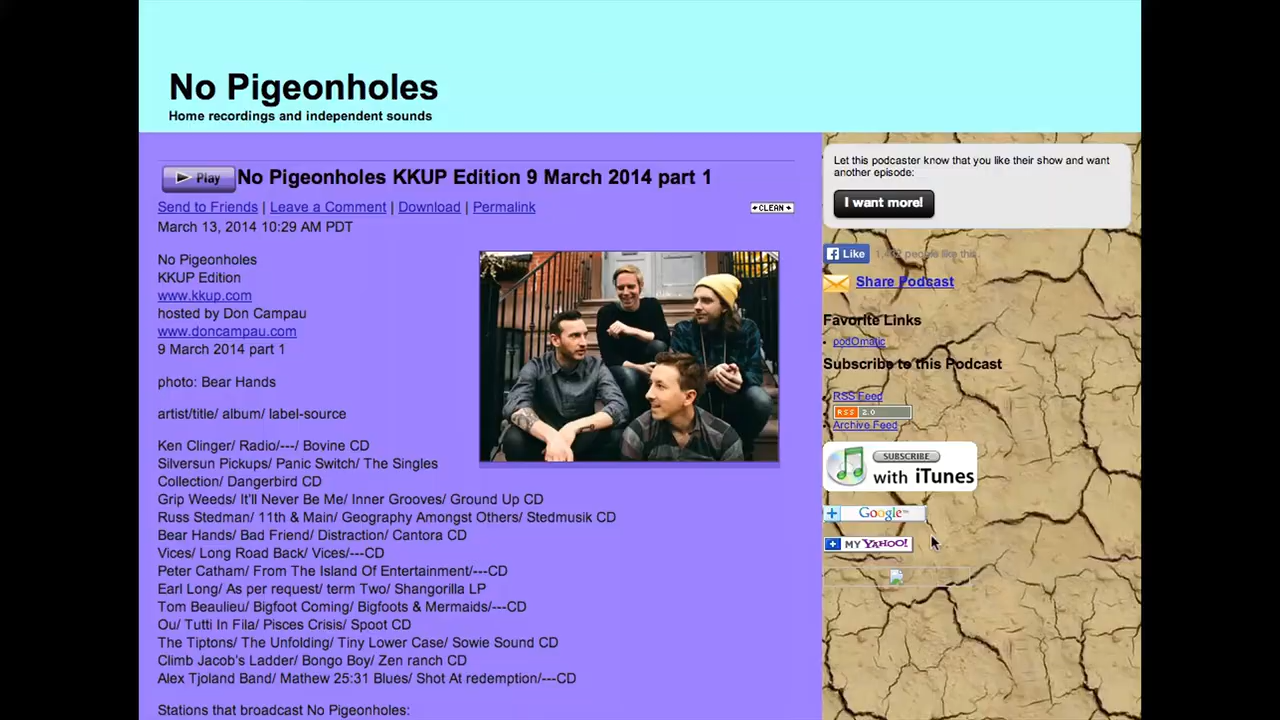 No Pigeonholes
Home recordings and independent sounds
Play
No Pigeonholes KKUP Edition 9 March 2014 part 1
Send to Friends | Leave a Comment | Download | Permalink
CLEAN
March 13, 2014 10:29 AM PDT
No Pigeonholes
KKUP Edition
www.kkup.com
hosted by Don Campau
www.doncampau.com
9 March 2014 part 1
photo: Bear Hands
artist/title/ album/ label-source
Ken Clinger/ Radio/---/ Bovine CD
Silversun Pickups/ Panic Switch/ The Singles
Collection/ Dangerbird CD
Grip Weeds/ It'll Never Be Me/ Inner Grooves/ Ground Up CD
Russ Stedman/ 11th & Main/ Geography Amongst Others/ Stedmusik CD
Bear Hands/ Bad Friend/ Distraction/ Cantora CD
Vices/ Long Road Back/ Vices/---CD
Peter Catham/ From The Island Of Entertainment/---CD
Earl Long/ As per request/ term Two/ Shangorilla LP
Tom Beaulieu/ Bigfoot Coming/ Bigfoots & Mermaids/---CD
Ou/ Tutti In Fila/ Pisces Crisis/ Spoot CD
The Tiptons/ The Unfolding/ Tiny Lower Case/ Sowie Sound CD
Climb Jacob's Ladder/ Bongo Boy/ Zen ranch CD
Alex Tjoland Band/ Mathew 25:31 Blues/ Shot At redemption/---CD
Stations that broadcast No Pigeonholes:
Let this podcaster know that you like their show and want
another episode:
I want more!
Like
people like this.
Share Podcast
Favorite Links
podOmatic
Subscribe to this Podcast
RSS Feed
RSS 2.0
Archive Feed
SUBSCRIBE
with iTunes
Google™
MY YAHOO!